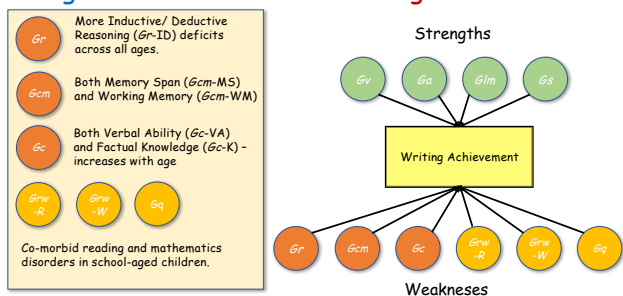 Gr
More Inductive/ Deductive
Reasoning (Gr-ID) deficits
across all ages.
Gcm
Both Memory Span (Gcm-MS)
and Working Memory (Gcm-WM)
Gc
Both Verbal Ability (Gc-VA)
and Factual Knowledge (Gc-K) –
increases with age
Grw
-R
Grw
-W
Gq
Co-morbid reading and mathematics
disorders in school-aged children.
Strengths
Gv
Ga
Glm
Gs
Writing Achievement
Gr
Gcm
Gc
Grw
-R
Grw
-W
Gq
Weakneses